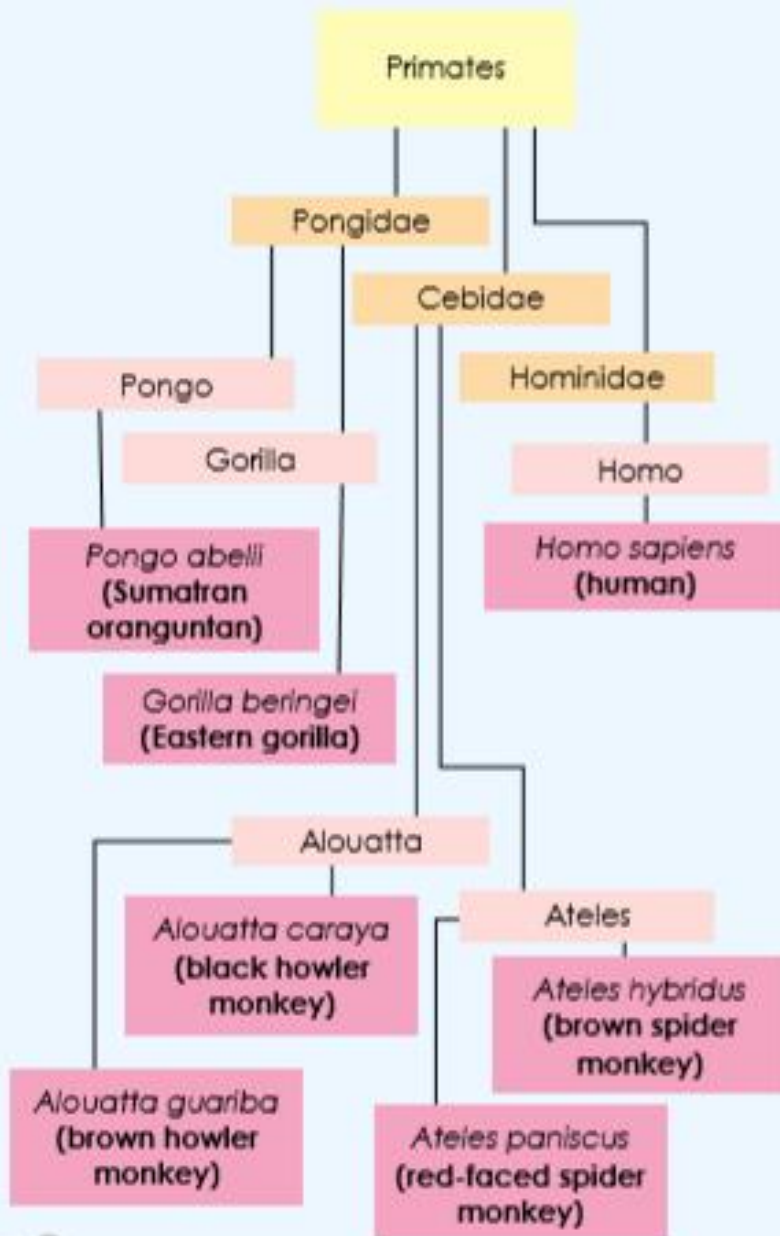 Primates
Pongidae
Cebidae
Pongo
Hominidae
Gorilla
Homo
Pongo abelii
(Sumatran
oranguntan)
Homo sapiens
(human)
Gorilla beringei
(Eastern gorilla)
Alouatta
Ateles
Alouatta caraya
(black howler
monkey)
Ateles hybridus
(brown spider
monkey)
Alouatta guariba
(brown howler
monkey)
Ateles paniscus
(red-faced spider
monkey)